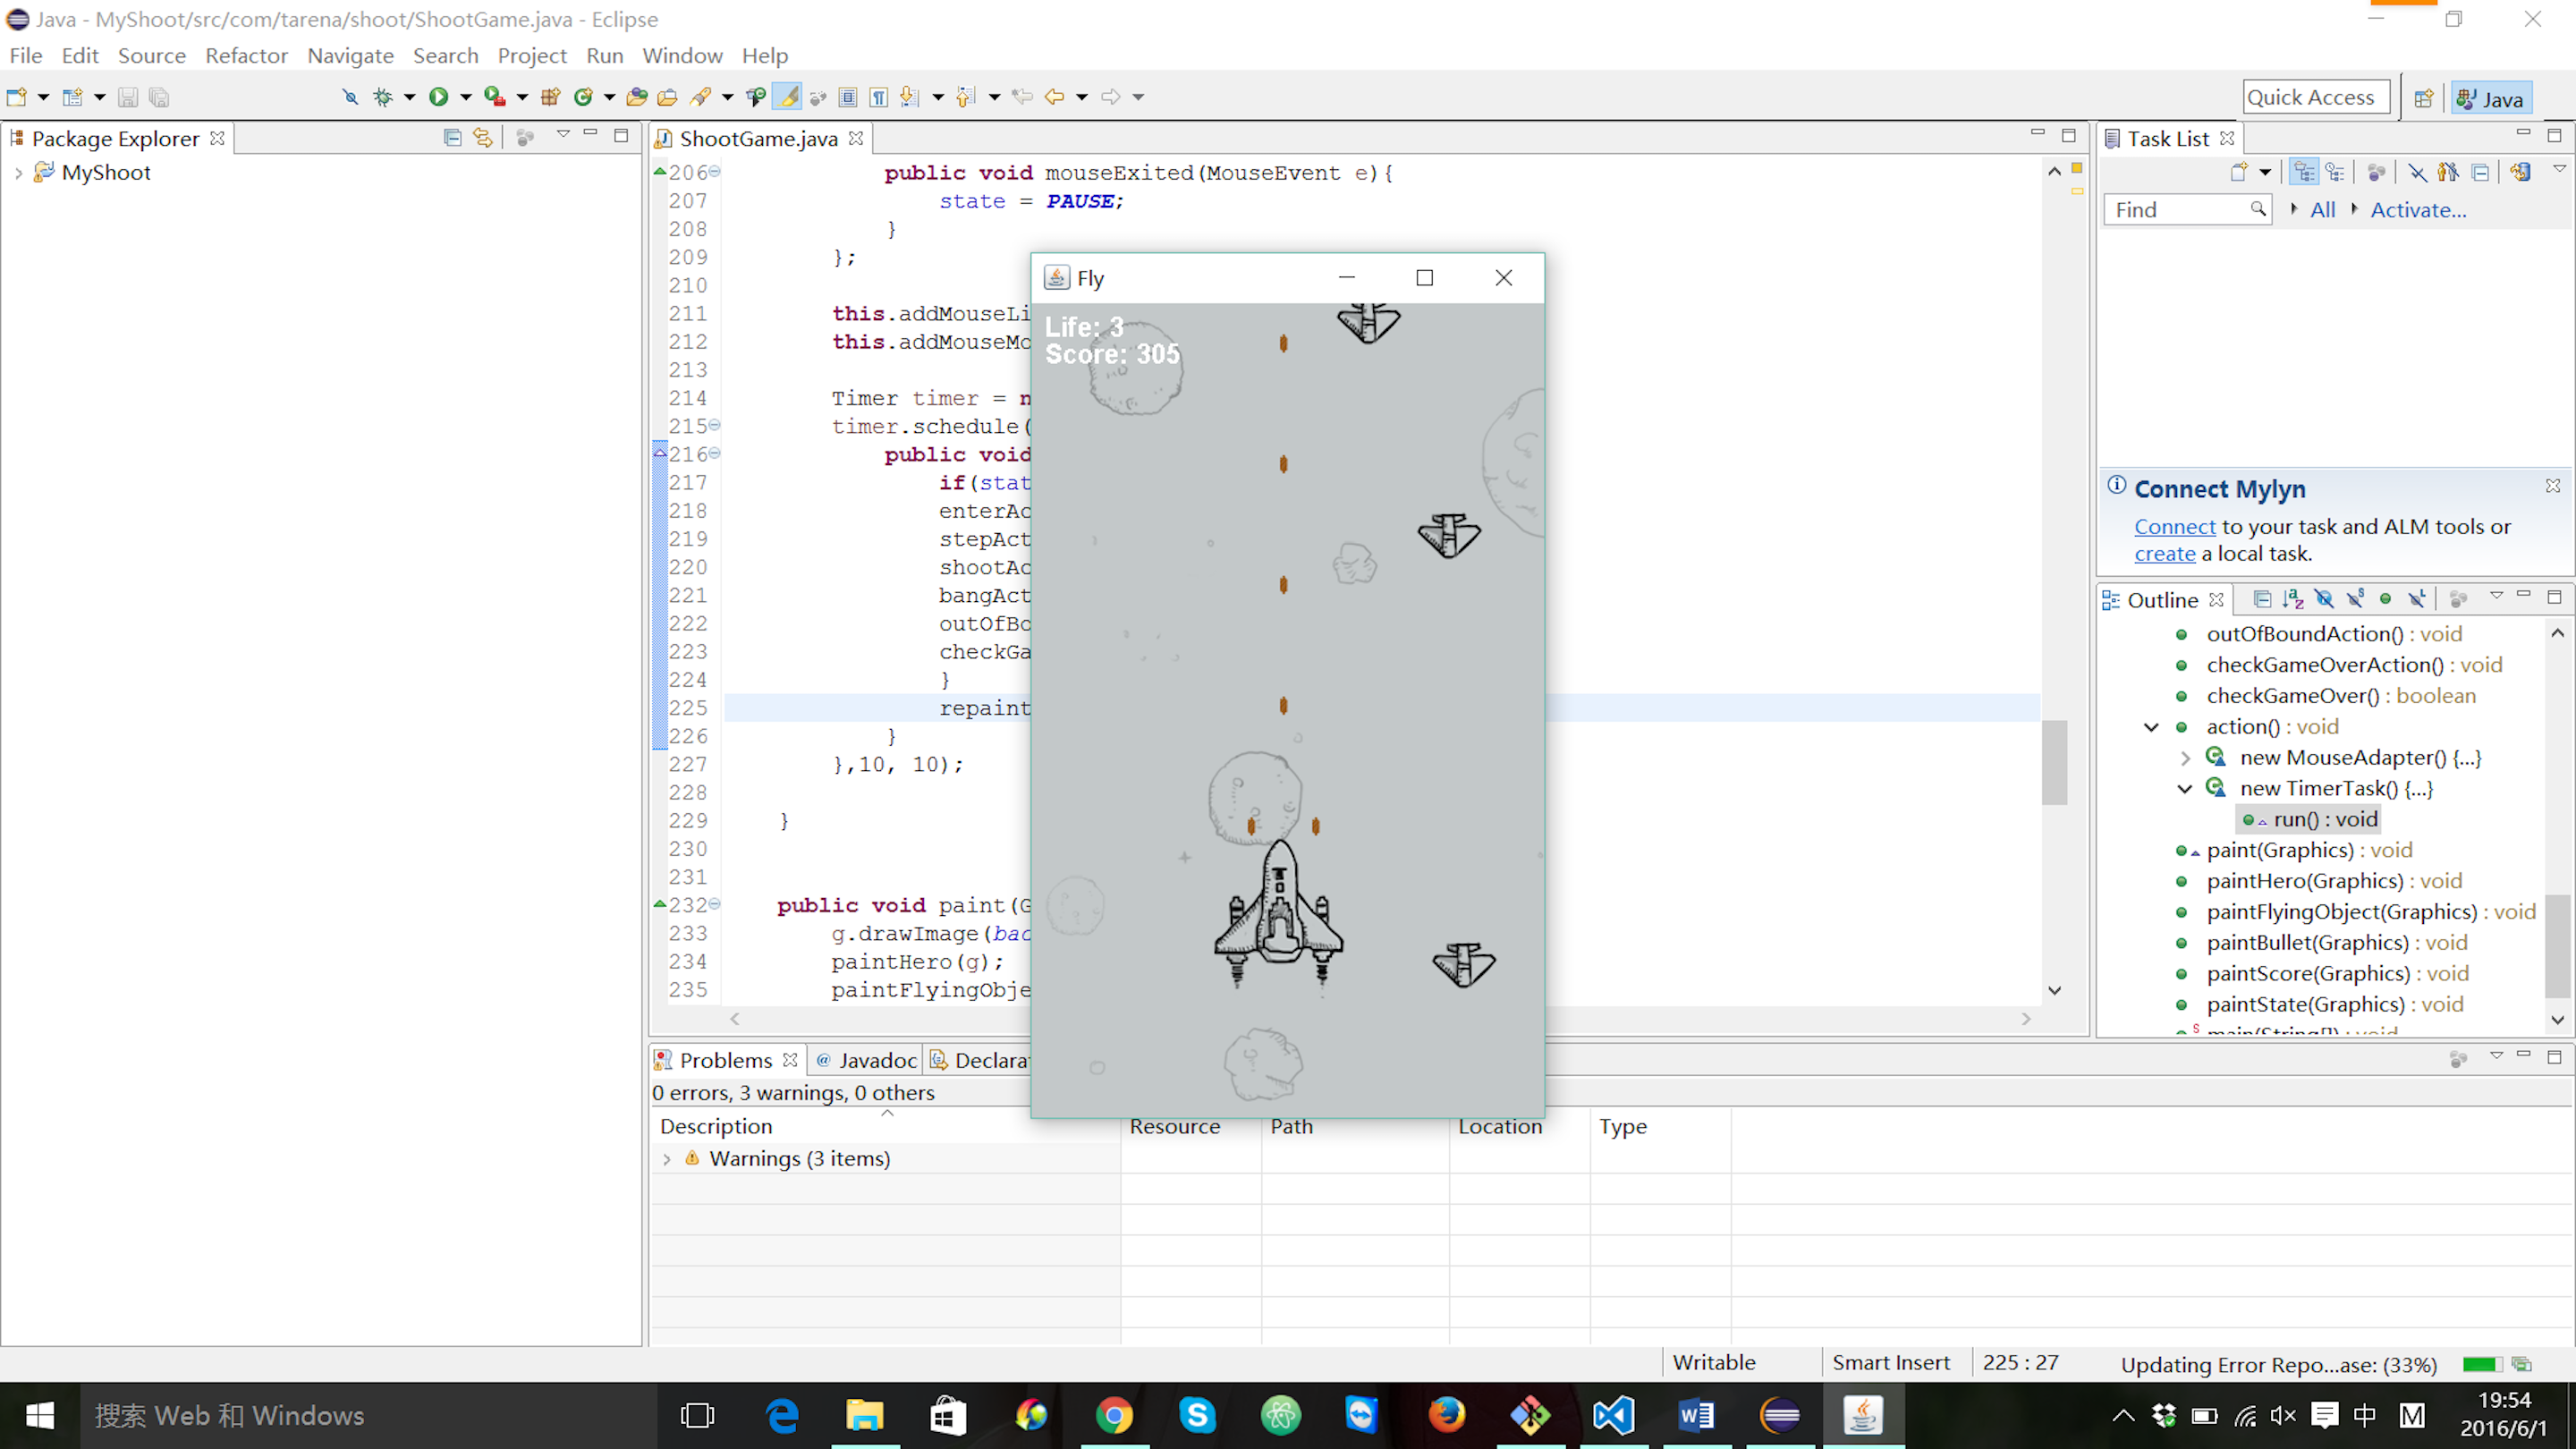 Java - MyShoot/src/com/tarena/shoot/ShootGame.java - Eclipse
File Edit Source Refactor Navigate Search Project Run Window Help
Quick Access
Java
Package Explorer
MyShoot
ShootGame.java
206 public void mouseExited(MouseEvent e){
207 state = PAUSE;
208 }
209 };
210
211 this.addMouseLi
212 this.addMouseMo
213
214 Timer timer = n
215 timer.schedule(
216 public void
217 if(stat
218 enterAc
219 stepAct
220 shootAc
221 bangAct
222 outOfBo
223 checkGa
224 }
225 repaint
226 }
227 },10, 10);
228
229 }
230
231
232 public void paint(G
233 g.drawImage(bac
234 paintHero(g);
235 paintFlyingObje
Fly
Life: 3
Score: 305
Task List
Find
All
Activate...
Connect Mylyn
Connect to your task and ALM tools or
create a local task.
Outline
outOfBoundAction() : void
checkGameOverAction() : void
checkGameOver() : boolean
action() : void
new MouseAdapter() {...}
new TimerTask() {...}
run() : void
paint(Graphics) : void
paintHero(Graphics) : void
paintFlyingObject(Graphics) : void
paintBullet(Graphics) : void
paintScore(Graphics) : void
paintState(Graphics) : void
main(String[]) : void
Problems @ Javadoc Declarat
0 errors, 3 warnings, 0 others
Description Resource Path Location Type
Warnings (3 items)
Writable Smart Insert 225 : 27 Updating Error Repo...ase: (33%)
搜索 Web 和 Windows
中 M
19:54
2016/6/1